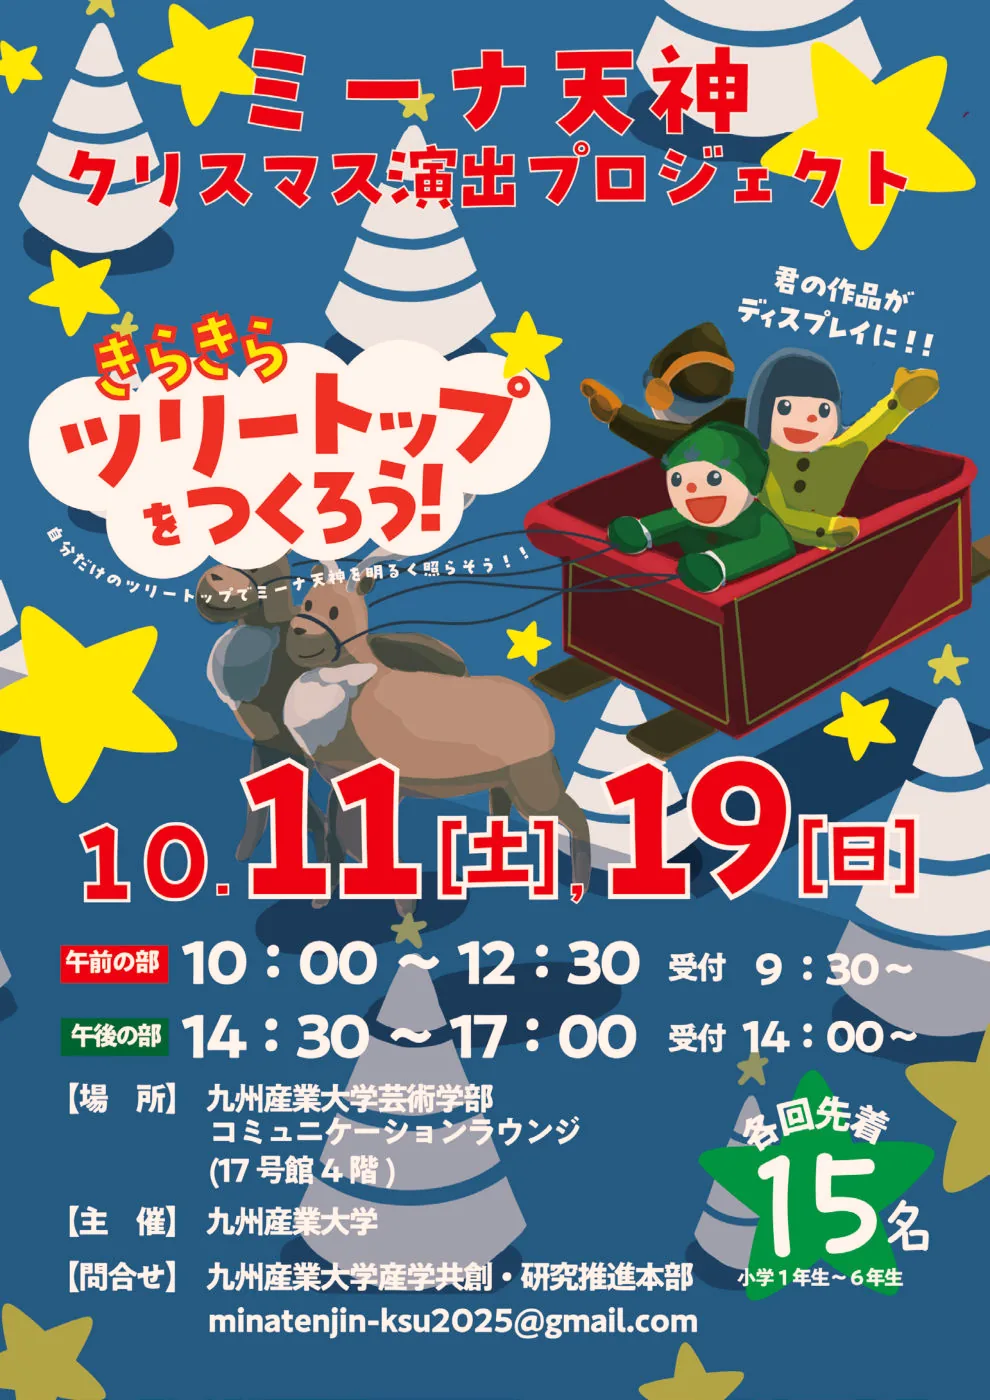 ミーナ天神
クリスマス演出プロジェクト
君の作品が
ディスプレイに!!
きらきら
ツリートップ
をつくろう!
自分だけのツリートップでミーナ天神を明るく照らそう!!
10.11[土],19[日]
午前の部 10:00～12:30 受付 9:30～
午後の部 14:30～17:00 受付 14:00～
【場 所】 九州産業大学芸術学部
コミュニケーションラウンジ
(17号館4階)
【主 催】 九州産業大学
【問合せ】 九州産業大学産学共創・研究推進本部
minatenjin-ksu2025@gmail.com
各回先着
15名
小学1年生～6年生